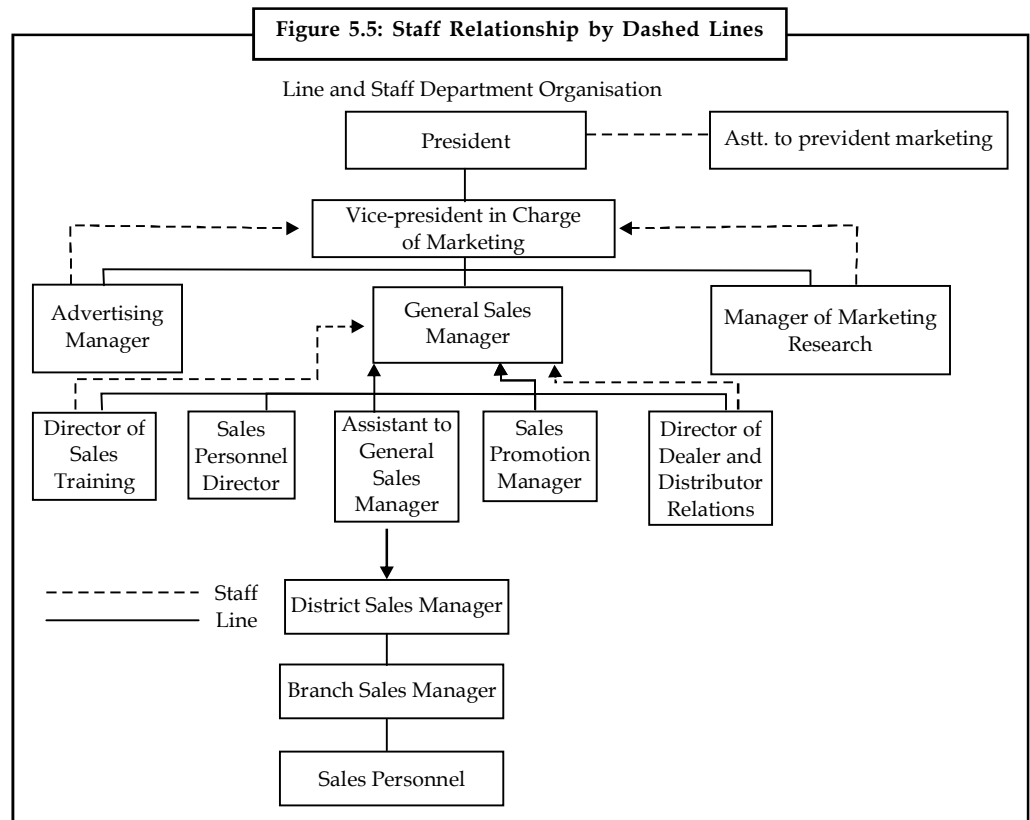 Figure 5.5: Staff Relationship by Dashed Lines
Line and Staff Department Organisation
President
Astt. to prevident marketing
Vice-president in Charge
of Marketing
Advertising
Manager
General Sales
Manager
Manager of Marketing
Research
Director of
Sales
Training
Sales
Personnel
Director
Assistant to
General
Sales
Manager
Sales
Promotion
Manager
Director of
Dealer and
Distributor
Relations
Staff
Line
District Sales Manager
Branch Sales Manager
Sales Personnel